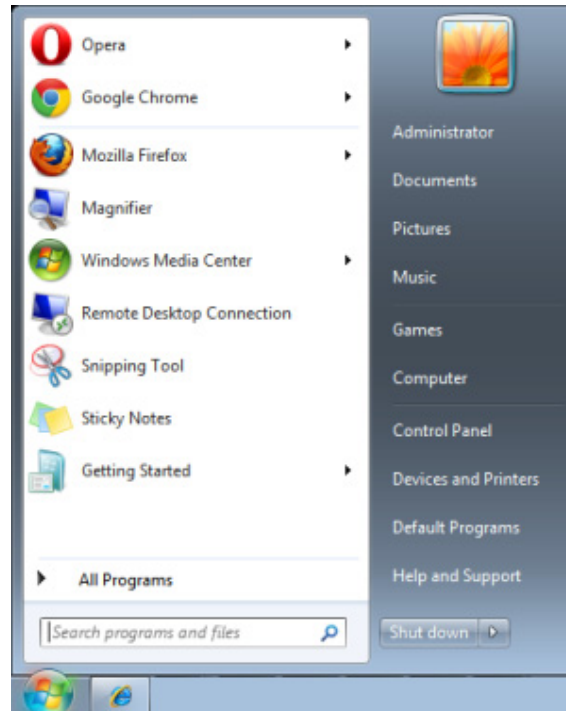 Opera
Google Chrome
Mozilla Firefox
Magnifier
Windows Media Center
Remote Desktop Connection
Snipping Tool
Sticky Notes
Getting Started
All Programs
Search programs and files
Administrator
Documents
Pictures
Music
Games
Computer
Control Panel
Devices and Printers
Default Programs
Help and Support
Shut down